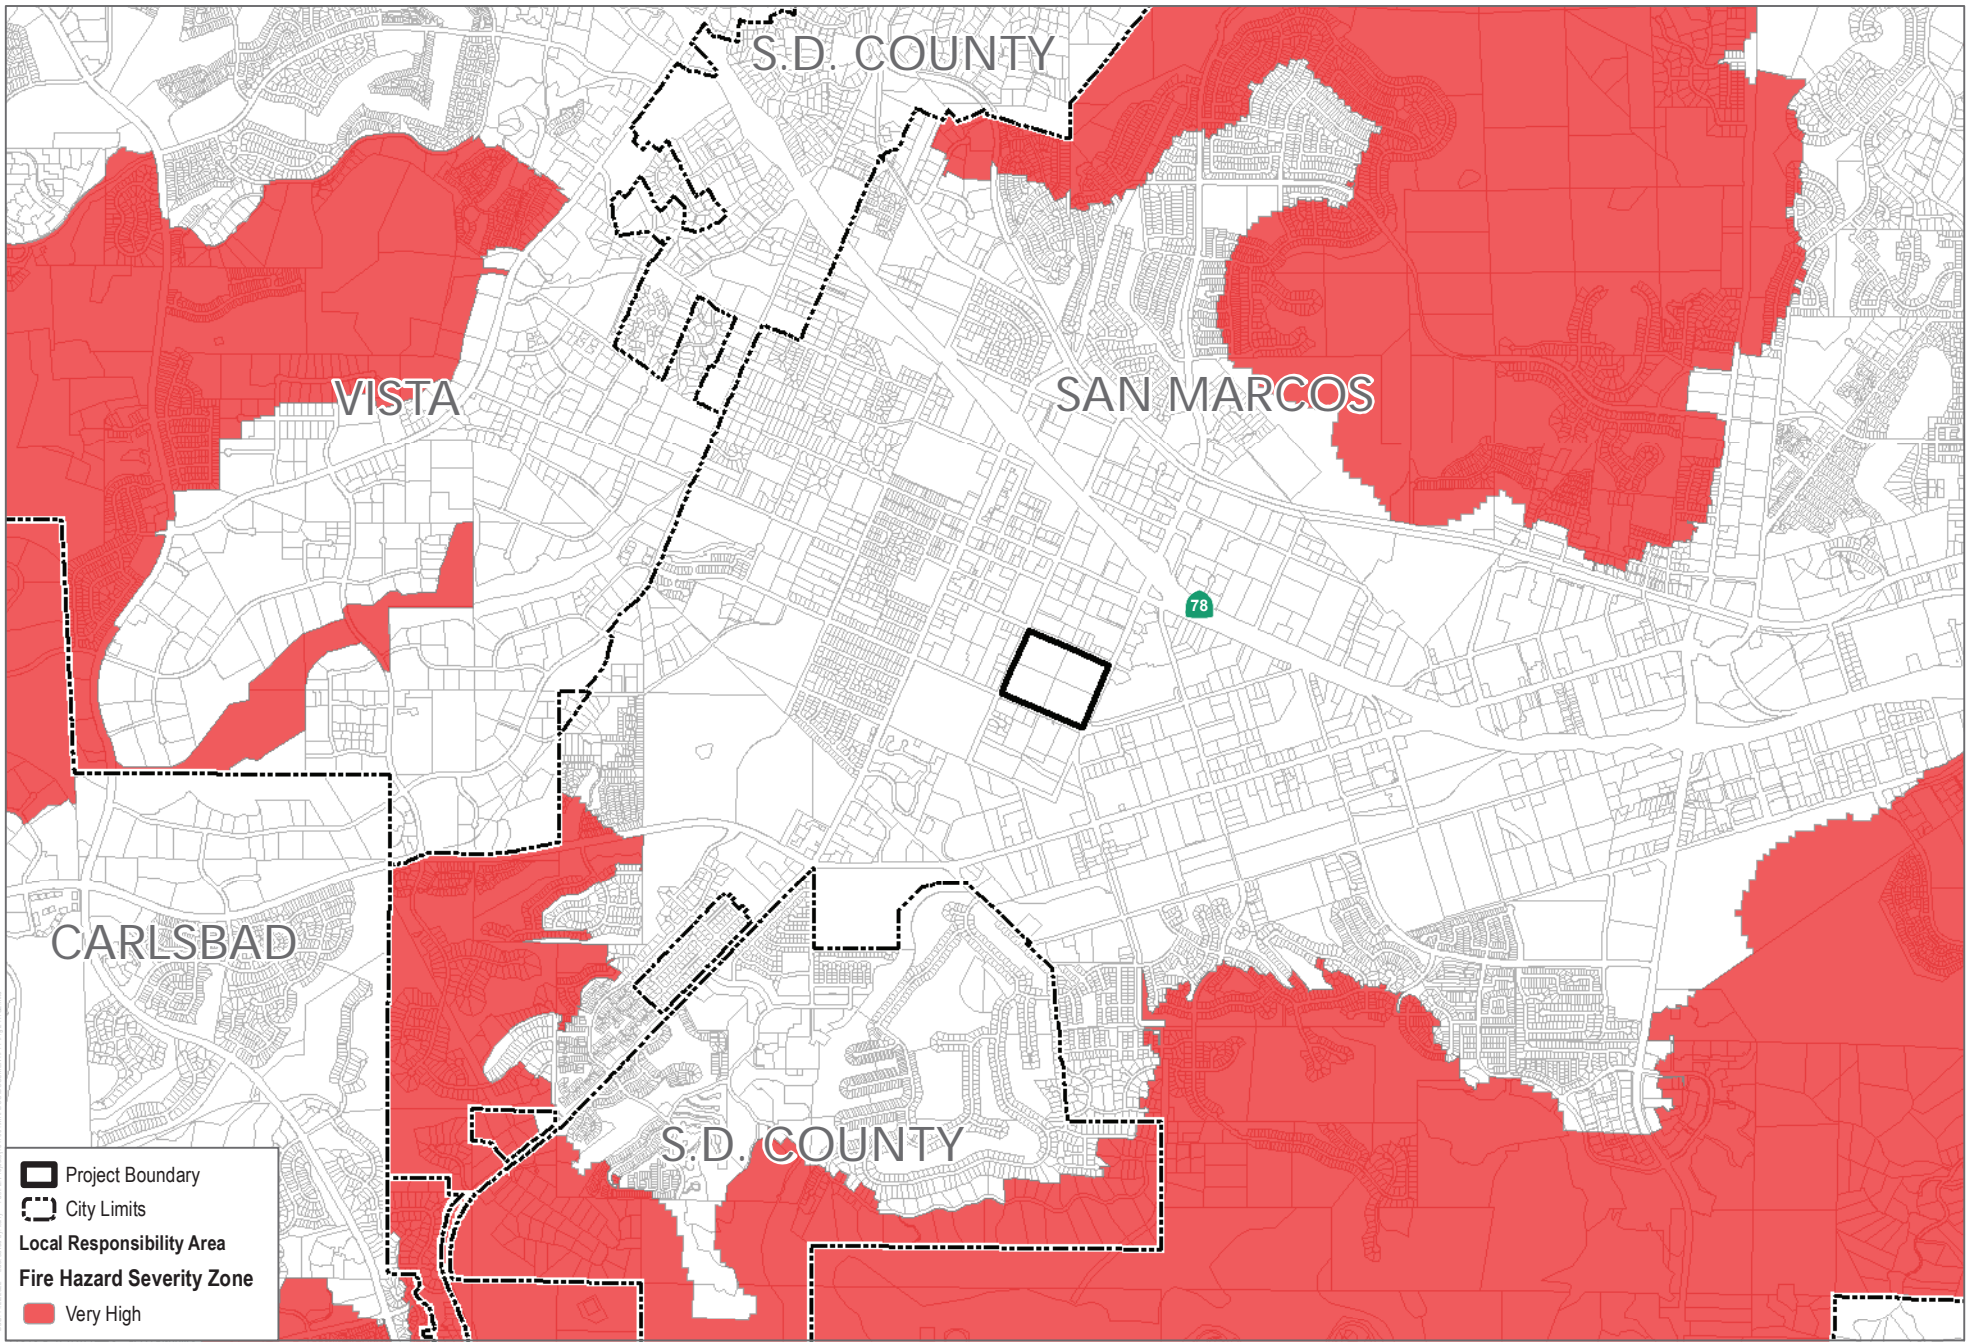 S.D. COUNTY
VISTA
SAN MARCOS
78
CARLSBAD
S.D. COUNTY
Project Boundary
City Limits
Local Responsibility Area
Fire Hazard Severity Zone
Very High